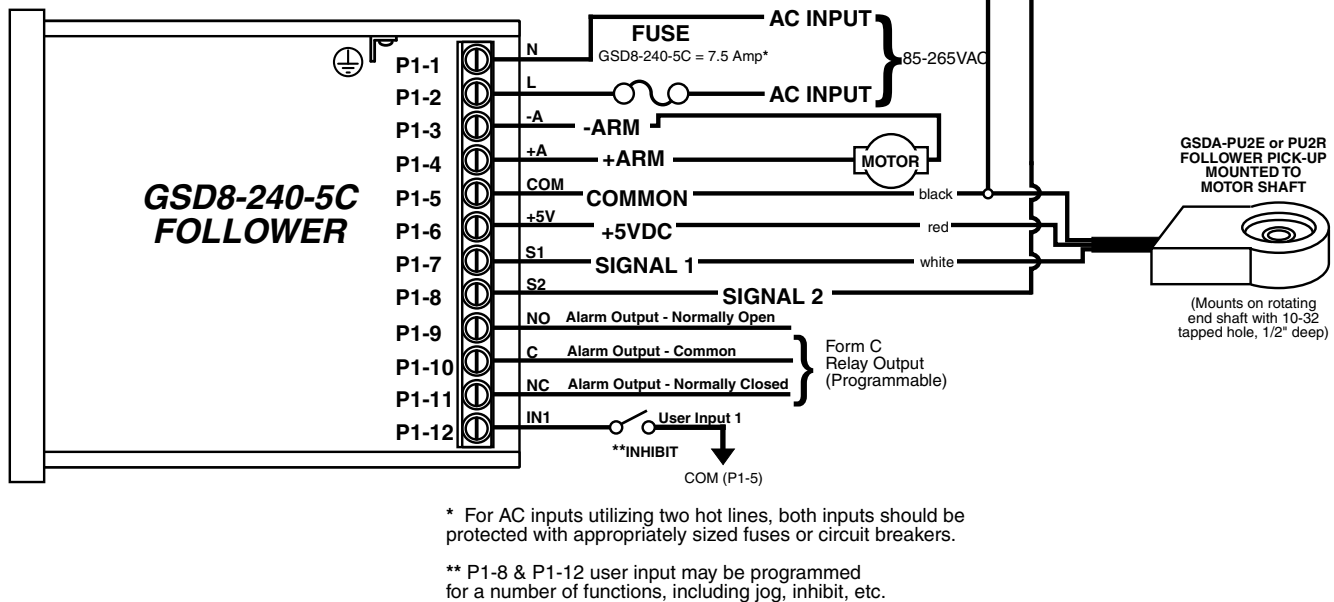 GSD8-240-5C
FOLLOWER
P1-1
P1-2
P1-3
P1-4
P1-5
P1-6
P1-7
P1-8
P1-9
P1-10
P1-11
P1-12
N
L
-A
+A
COM
+5V
S1
S2
NO
C
NC
IN1
FUSE
GSD8-240-5C = 7.5 Amp*
AC INPUT
AC INPUT
85-265VAC
-ARM
+ARM
MOTOR
COMMON
black
+5VDC
red
SIGNAL 1
white
SIGNAL 2
Alarm Output - Normally Open
Alarm Output - Common
Alarm Output - Normally Closed
Form C
Relay Output
(Programmable)
User Input 1
**INHIBIT
COM (P1-5)
GSDA-PU2E or PU2R
FOLLOWER PICK-UP
MOUNTED TO
MOTOR SHAFT
(Mounts on rotating
end shaft with 10-32
tapped hole, 1/2" deep)
* For AC inputs utilizing two hot lines, both inputs should be
protected with appropriately sized fuses or circuit breakers.
** P1-8 & P1-12 user input may be programmed
for a number of functions, including jog, inhibit, etc.